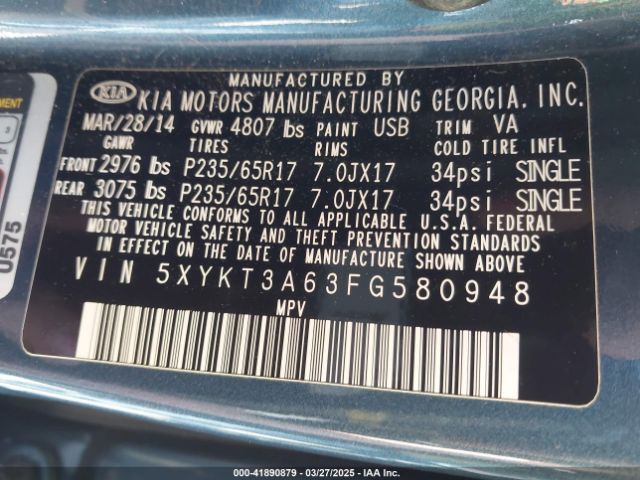 MANUFACTURED BY
KIA KIA MOTORS MANUFACTURING GEORGIA, INC.
MAR/28/14 GVWR 4807 lbs PAINT USB TRIM VA
GAWR TIRES RIMS COLD TIRE INFL
FRONT 2976 lbs P235/65R17 7.0JX17 34psi SINGLE
REAR 3075 lbs P235/65R17 7.0JX17 34psi SINGLE
THIS VEHICLE CONFORMS TO ALL APPLICABLE U.S.A. FEDERAL
MOTOR VEHICLE SAFETY AND THEFT PREVENTION STANDARDS
IN EFFECT ON THE DATE OF MANUFACTURE SHOWN ABOVE.
VIN 5XYKT3A63FG580948
MPV
0575
000-41890879 | 03/27/2025 | IAA Inc.